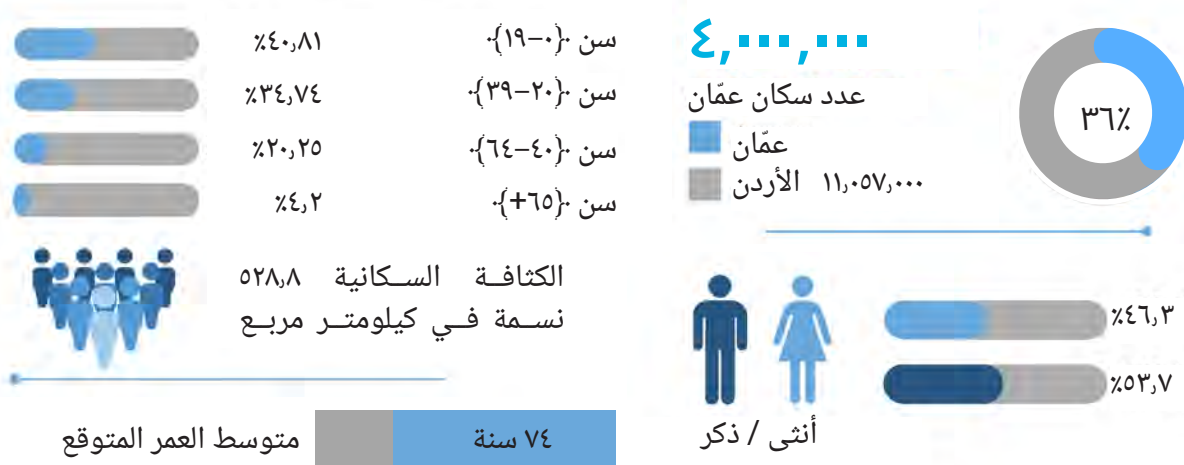 ٤,٠٠٠,٠٠٠
عدد سكان عمّان
عمّان
الأردن ١١,٠٥٧,٠٠٠
٣٦٪
٤٦,٣٪
٥٣,٧٪
أنثى / ذكر
سن {٠–١٩} ٤٠,٨١٪
سن {٢٠–٣٩} ٣٤,٧٤٪
سن {٤٠–٦٤} ٢٠,٢٥٪
سن {٦٥+} ٤,٢٪
الكثافة السكانية ٥٢٨,٨
نسمة في كيلومتر مربع
متوسط العمر المتوقع
٧٤ سنة